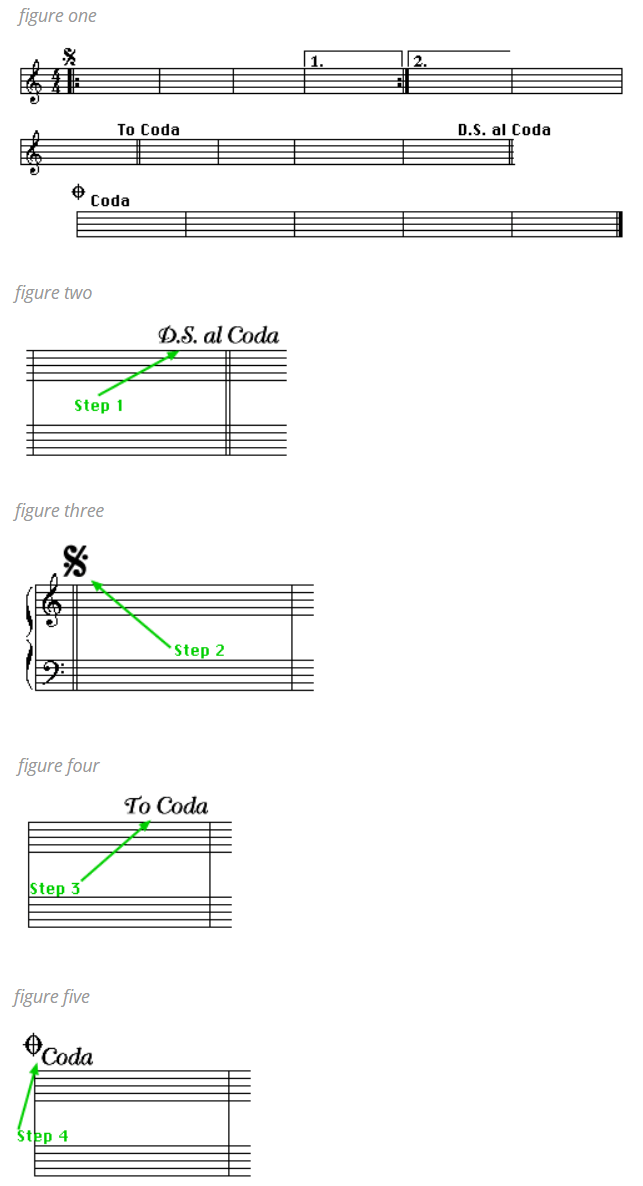 figure one
1. 2.
To Coda D.S. al Coda
Coda
figure two
D.S. al Coda
Step 1
figure three
Step 2
figure four
To Coda
Step 3
figure five
Coda
Step 4